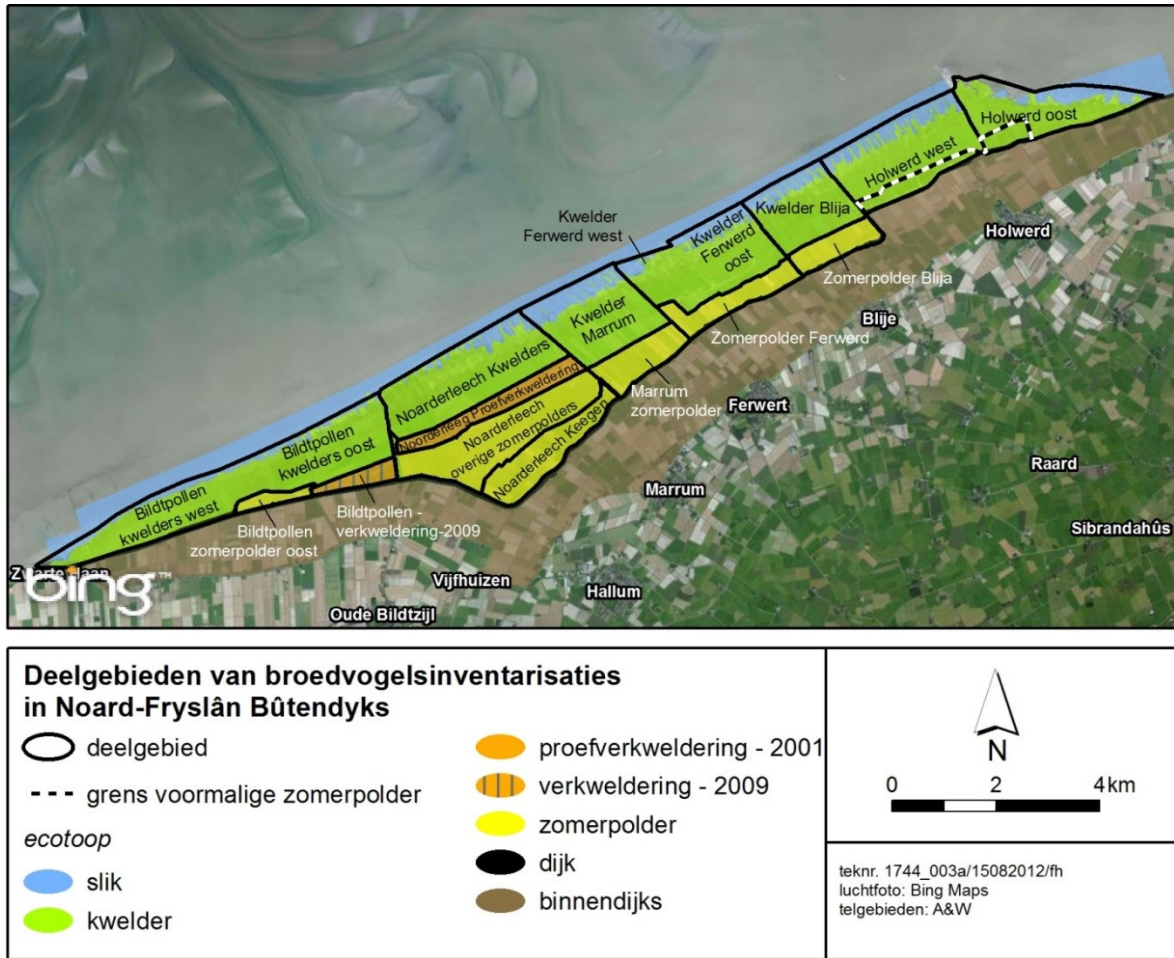 Holwerd oost
Holwerd west
Kwelder
Ferwerd west
Kwelder Blija
Kwelder
Ferwerd
oost
Holwerd
Zomerpolder Blija
Blije
Kwelder
Marrum
Zomerpolder Ferwerd
Noarderleech Kwelders
Noorderleeg Proefverkweldering
Marrum
zomerpolder
Ferwert
Noarderleech
overige zomerpolders
Noarderleech Keegen
Bildtpollen
kwelders oost
Raard
Marrum
Bildtpollen
kwelders west
Bildtpollen -
verkweldering-2009
Bildtpollen
zomerpolder oost
Sibrandahûs
bing™
Vijfhuizen
Hallum
Oude Bildtzijl
Deelgebieden van broedvogelsinventarisaties
in Noard-Fryslân Bûtendyks
deelgebied
grens voormalige zomerpolder
ecotoop
slik
kwelder
proefverkweldering - 2001
verkweldering - 2009
zomerpolder
dijk
binnendijks
N
0 2 4 km
teknr. 1744_003a/15082012/fh
luchtfoto: Bing Maps
telgebieden: A&W